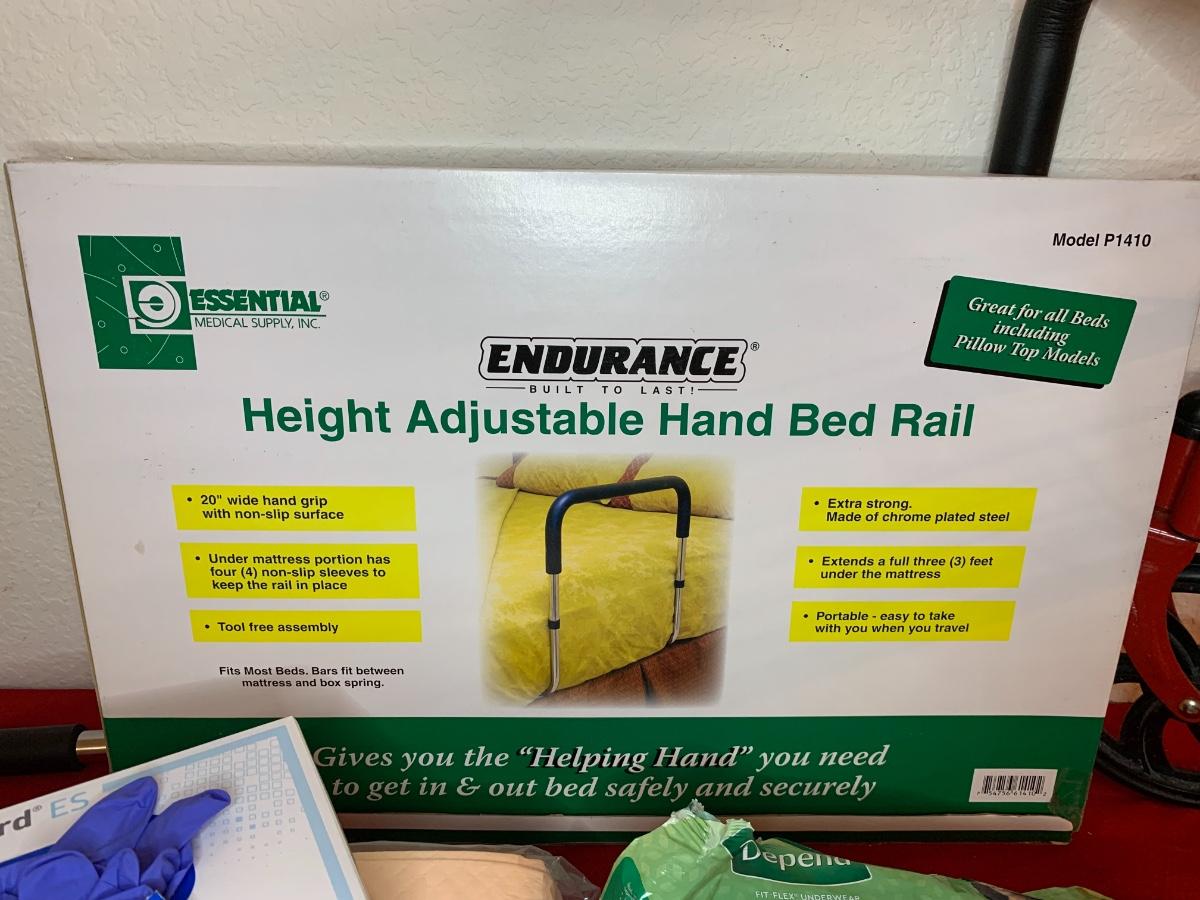 Model P1410
ESSENTIAL®
MEDICAL SUPPLY, INC.
Great for all Beds
including
Pillow Top Models
ENDURANCE®
BUILT TO LAST!
Height Adjustable Hand Bed Rail
• 20" wide hand grip
with non-slip surface
• Under mattress portion has
four (4) non-slip sleeves to
keep the rail in place
• Tool free assembly
Fits Most Beds. Bars fit between
mattress and box spring.
• Extra strong.
Made of chrome plated steel
• Extends a full three (3) feet
under the mattress
• Portable - easy to take
with you when you travel
Gives you the “Helping Hand” you need
to get in & out bed safely and securely
rd® ES
Depend
FIT-FLEX® UNDERWEAR